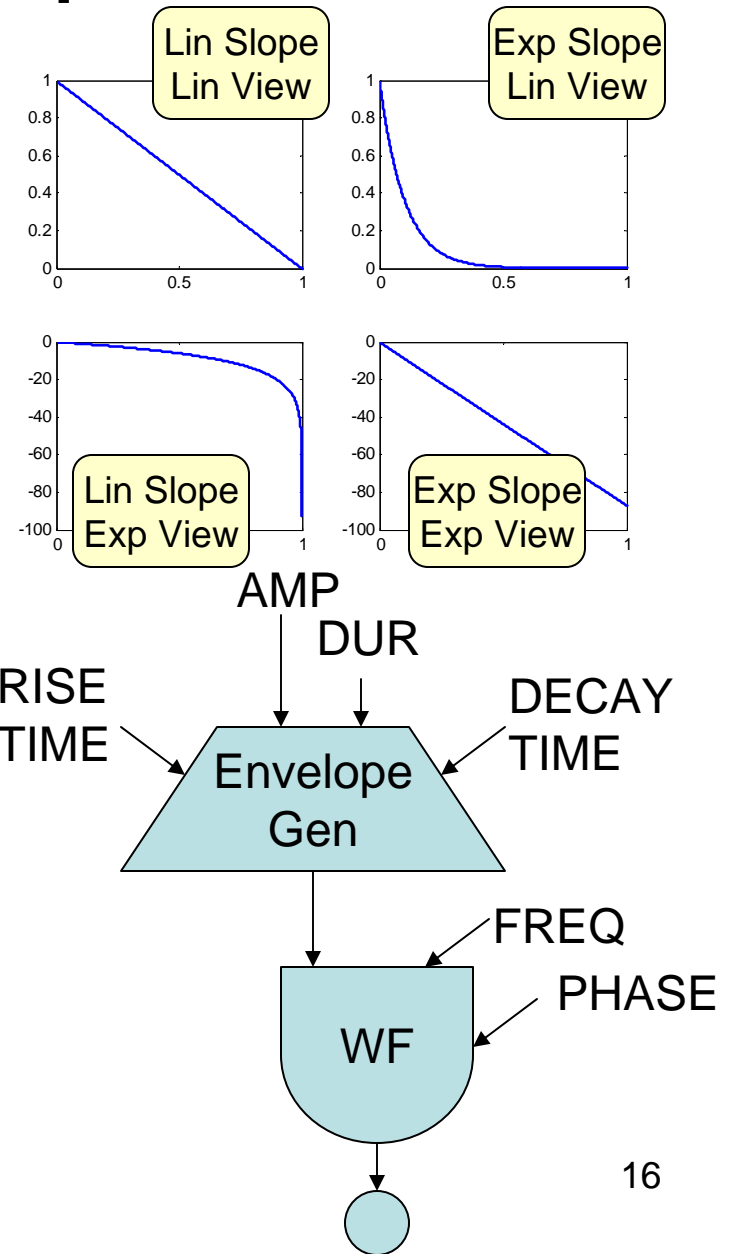 Lin Slope
Lin View
Exp Slope
Lin View
1
0.8
0.6
0.4
0.2
0
0 0.5 1
1
0.8
0.6
0.4
0.2
0
0 0.5 1
0
-20
-40
-60
-80
-100
0 1
Lin Slope
Exp View
0
-20
-40
-60
-80
-100
0 1
Exp Slope
Exp View
AMP
DUR
RISE
TIME
DECAY
TIME
Envelope
Gen
FREQ
PHASE
WF
16